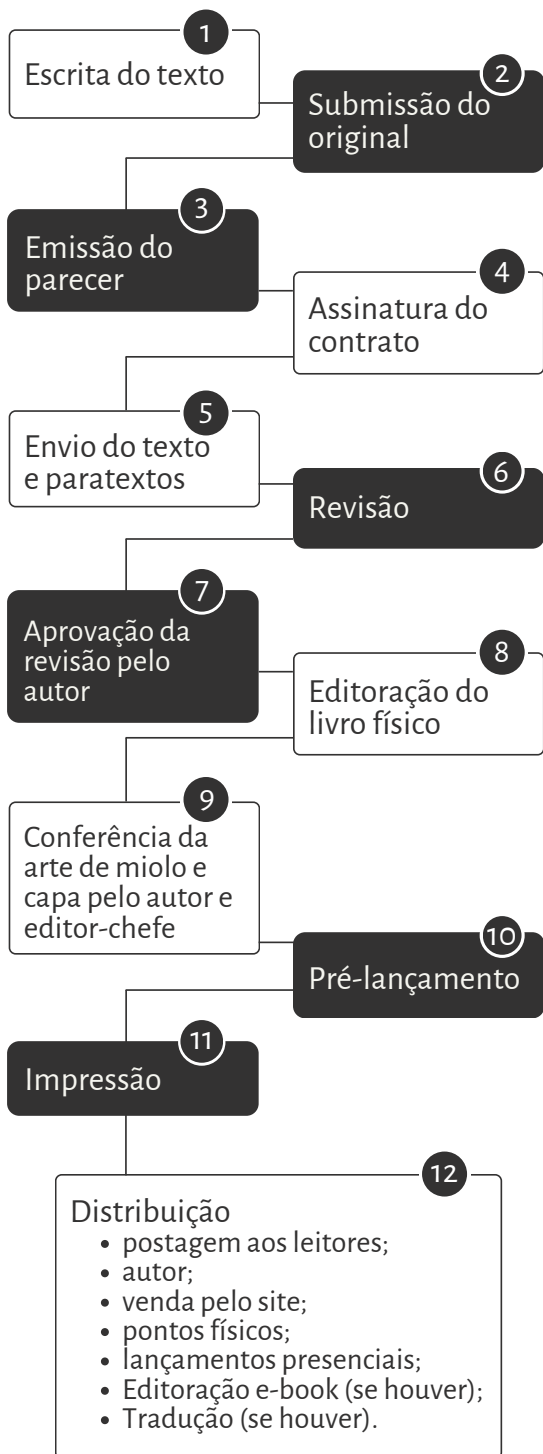 1
Escrita do texto
2
Submissão do
original
3
Emissão do
parecer
4
Assinatura do
contrato
5
Envio do texto
e paratextos
6
Revisão
7
Aprovação da
revisão pelo
autor
8
Editoração do
livro físico
9
Conferência da
arte de miolo e
capa pelo autor e
editor-chefe
10
Pré-lançamento
11
Impressão
12
Distribuição
• postagem aos leitores;
• autor;
• venda pelo site;
• pontos físicos;
• lançamentos presenciais;
• Editoração e-book (se houver);
• Tradução (se houver).